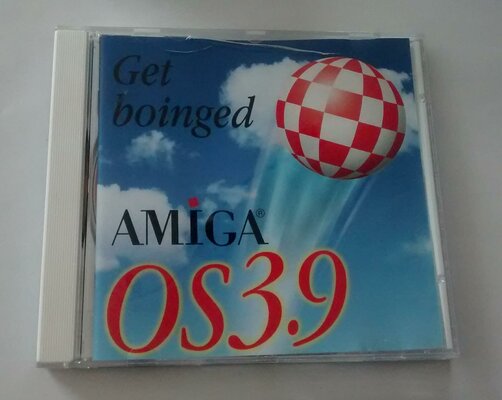 Get
boinged
AMiGA®
OS3.9